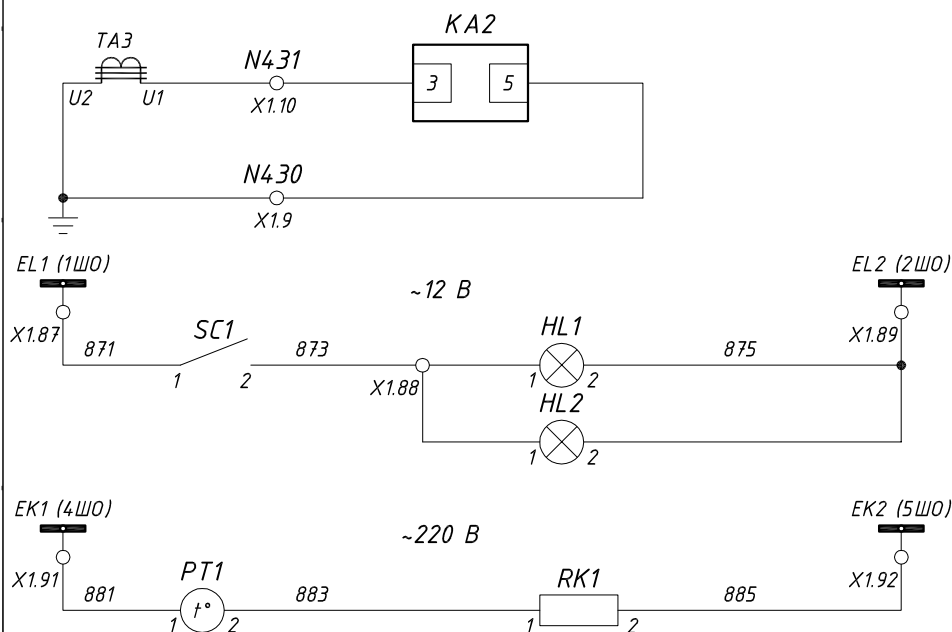 KA2
TA3
N431
3 5
U2 U1
X1.10
N430
X1.9
EL1 (1ШО) EL2 (2ШО)
~12 В
X1.87 SC1 HL1 X1.89
871 873 875
1 2 X1.88 1 2
HL2
1 2
EK1 (4ШО) EK2 (5ШО)
~220 В
X1.91 PT1 RK1 X1.92
881 883 885
t°
1 2 1 2